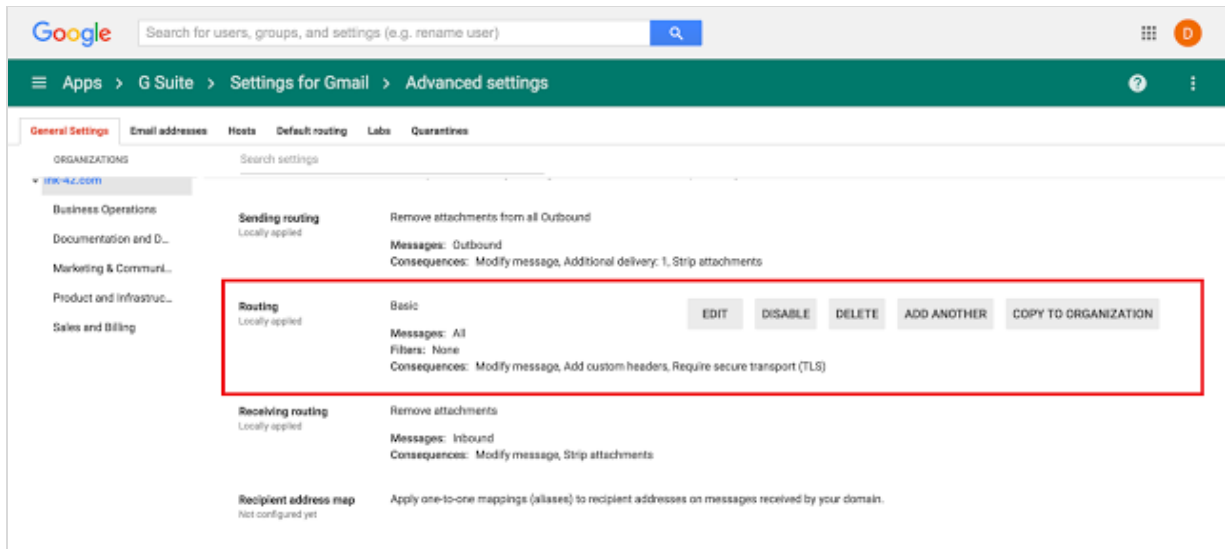 Google
Search for users, groups, and settings (e.g. rename user)
D
Apps > G Suite > Settings for Gmail > Advanced settings
General Settings Email addresses Hosts Default routing Labs Quarantines
ORGANIZATIONS
Search settings
ink-42.com
Business Operations
Documentation and D...
Marketing & Communi...
Product and Infrastruc...
Sales and Billing
Sending routing
Locally applied
Remove attachments from all Outbound
Messages: Outbound
Consequences: Modify message, Additional delivery: 1, Strip attachments
Routing
Locally applied
Basic
EDIT DISABLE DELETE ADD ANOTHER COPY TO ORGANIZATION
Messages: All
Filters: None
Consequences: Modify message, Add custom headers, Require secure transport (TLS)
Receiving routing
Locally applied
Remove attachments
Messages: Inbound
Consequences: Modify message, Strip attachments
Recipient address map
Not configured yet
Apply one-to-one mappings (aliases) to recipient addresses on messages received by your domain.